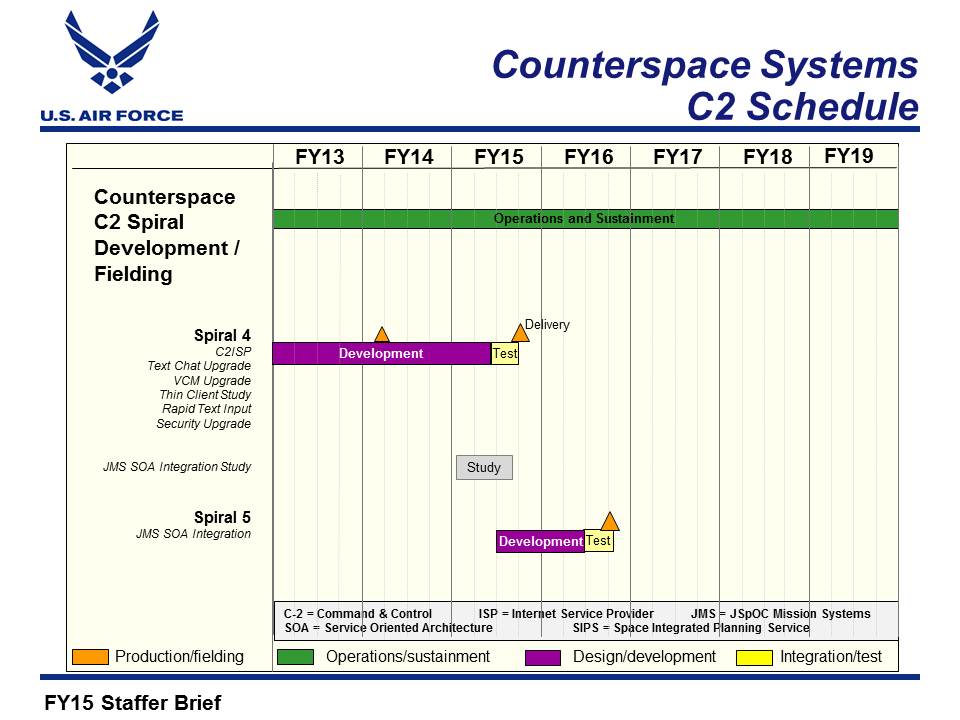 U.S. AIR FORCE
Counterspace Systems
C2 Schedule
FY13 FY14 FY15 FY16 FY17 FY18 FY19
Counterspace
C2 Spiral
Development /
Fielding
Operations and Sustainment
Delivery
Spiral 4
C2ISP
Text Chat Upgrade
VCM Upgrade
Thin Client Study
Rapid Text Input
Security Upgrade
Development Test
JMS SOA Integration Study
Study
Spiral 5
JMS SOA Integration
Development Test
C-2 = Command & Control ISP = Internet Service Provider JMS = JSpOC Mission Systems
SOA = Service Oriented Architecture SIPS = Space Integrated Planning Service
Production/fielding Operations/sustainment Design/development Integration/test
FY15 Staffer Brief